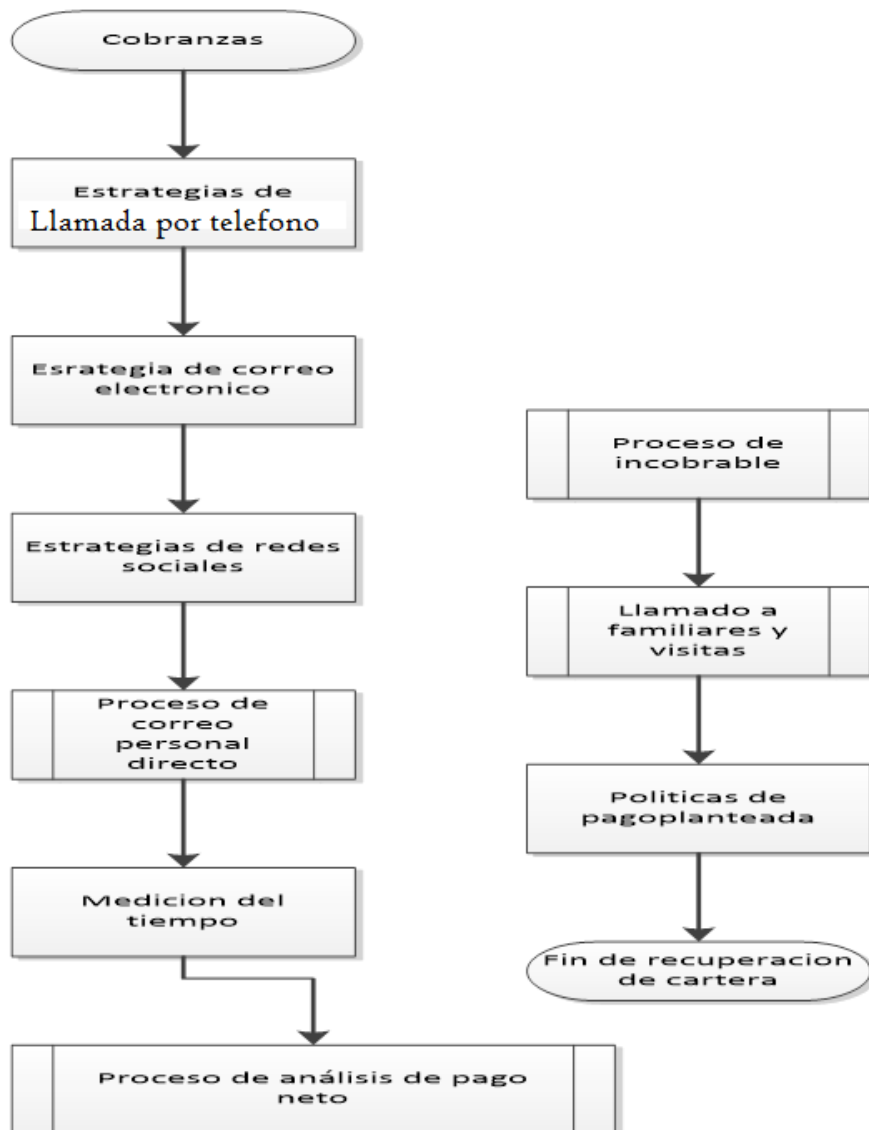 Cobranzas
Estrategias de
Llamada por telefono
Esrategia de correo
electronico
Estrategias de redes
sociales
Proceso de
correo
personal
directo
Medicion del
tiempo
Proceso de análisis de pago
neto
Proceso de
incobrable
Llamado a
familiares y
visitas
Politicas de
pagoplanteada
Fin de recuperacion
de cartera